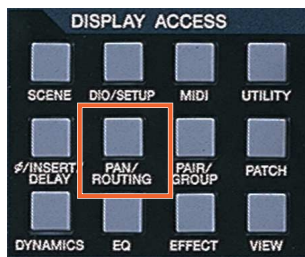 DISPLAY ACCESS
SCENE DIO/SETUP MIDI UTILITY
ø/INSERT/ PAN/ PAIR/ PATCH
DELAY ROUTING GROUP
DYNAMICS EQ EFFECT VIEW